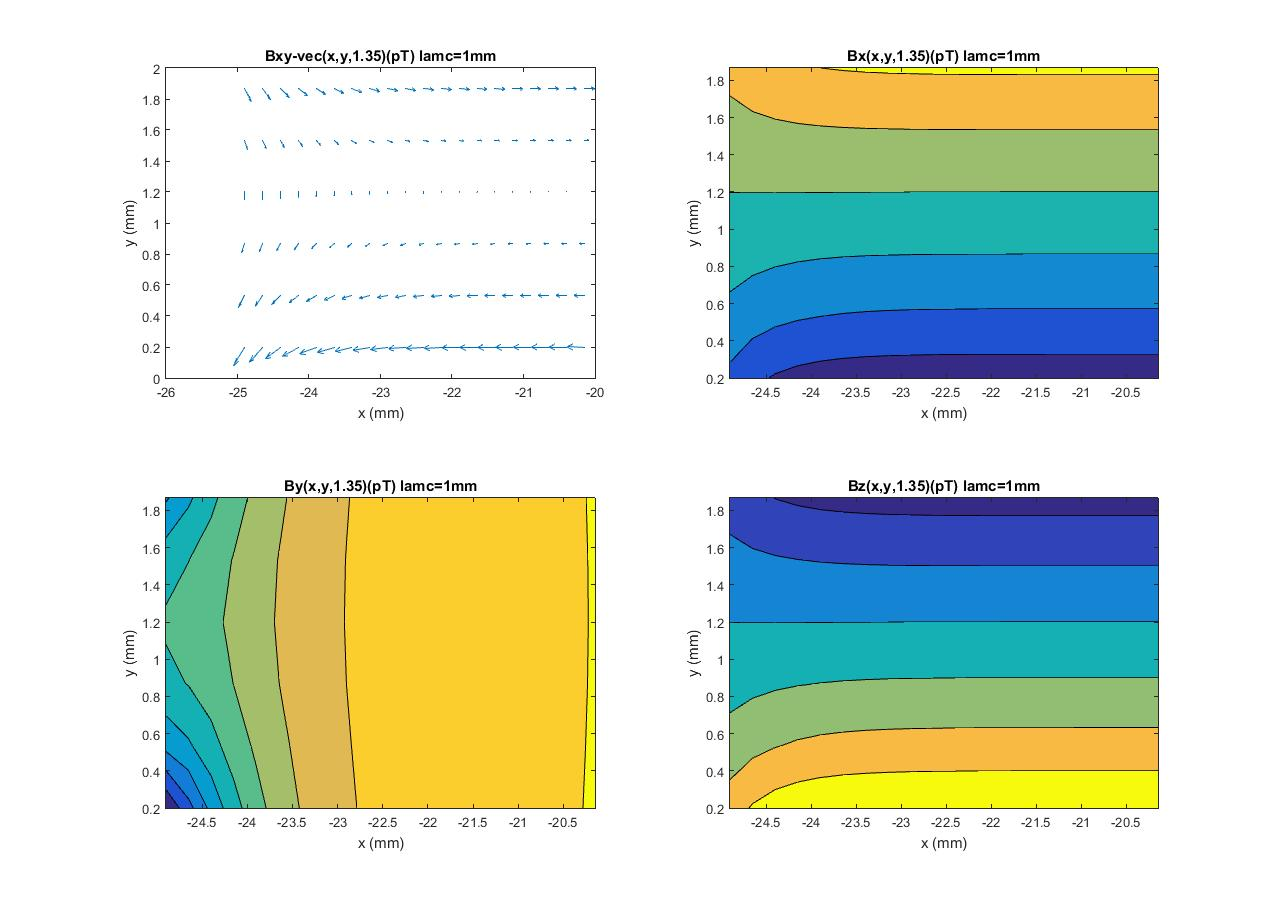 Bxy-vec(x,y,1.35)(pT) lamc=1mm
2
1.8
1.6
1.4
1.2
1
0.8
0.6
0.4
0.2
0
y (mm)
-26 -25 -24 -23 -22 -21 -20
x (mm)
Bx(x,y,1.35)(pT) lamc=1mm
1.8
1.6
1.4
1.2
1
0.8
0.6
0.4
0.2
y (mm)
-24.5 -24 -23.5 -23 -22.5 -22 -21.5 -21 -20.5
x (mm)
By(x,y,1.35)(pT) lamc=1mm
1.8
1.6
1.4
1.2
1
0.8
0.6
0.4
0.2
y (mm)
-24.5 -24 -23.5 -23 -22.5 -22 -21.5 -21 -20.5
x (mm)
Bz(x,y,1.35)(pT) lamc=1mm
1.8
1.6
1.4
1.2
1
0.8
0.6
0.4
0.2
y (mm)
-24.5 -24 -23.5 -23 -22.5 -22 -21.5 -21 -20.5
x (mm)